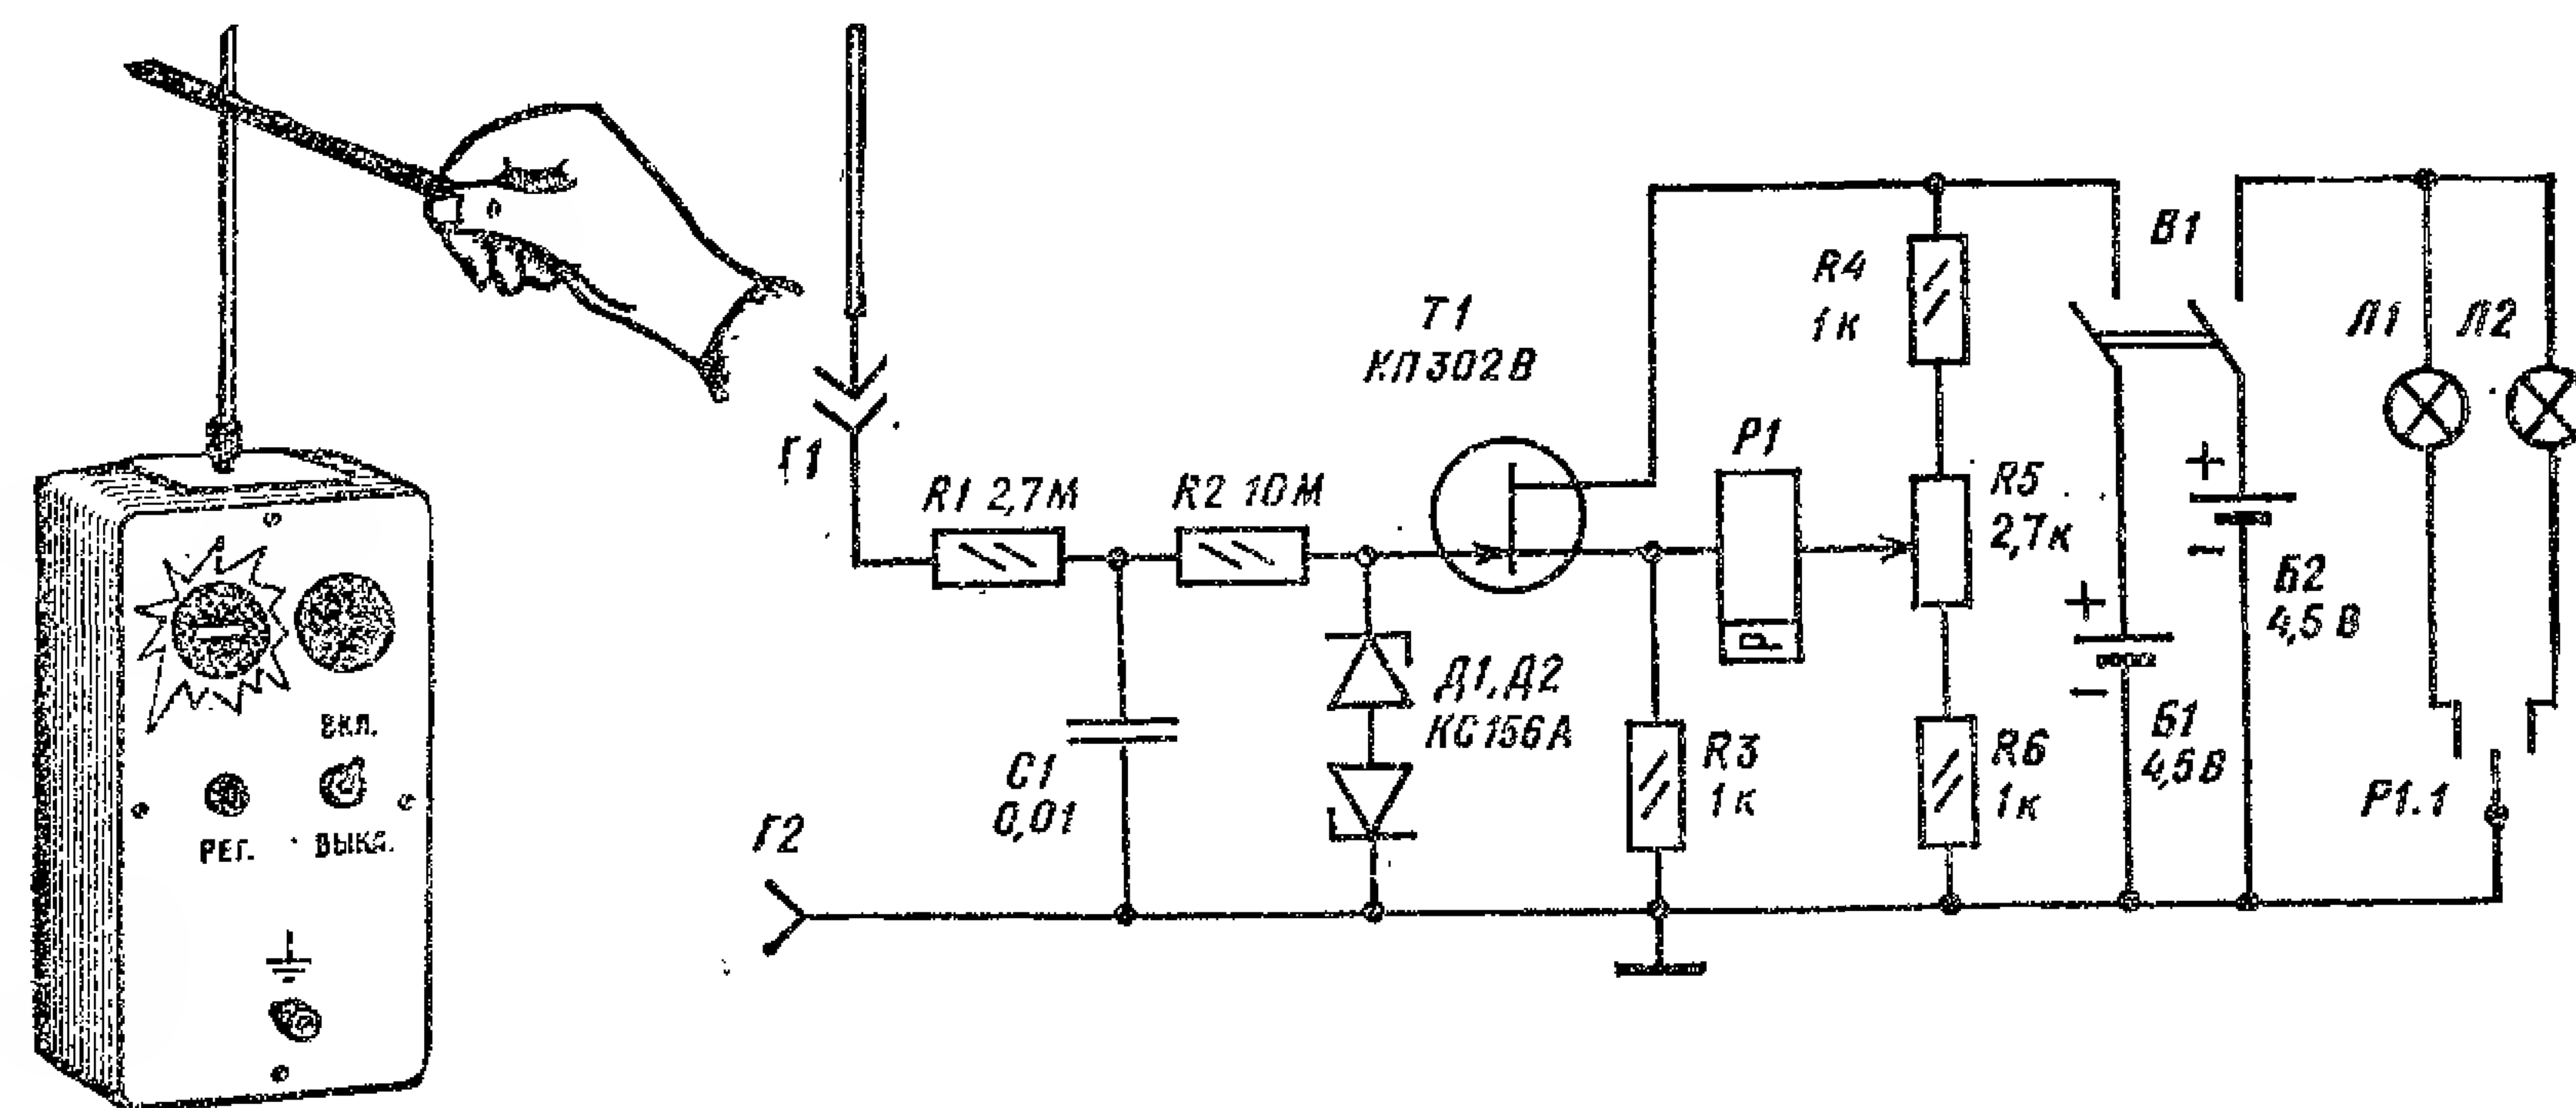 ВКЛ.
РЕГ.
ВЫКЛ.
Г1
R1 2,7М
R2 10М
С1
0,01
Г2
Д1, Д2
КС156А
Т1
КП302В
Р1
Р
R3
1к
R4
1к
R5
2,7к
R6
1к
В1
+
-
Б1
4,5В
+
-
Б2
4,5В
Л1
Л2
Р1.1